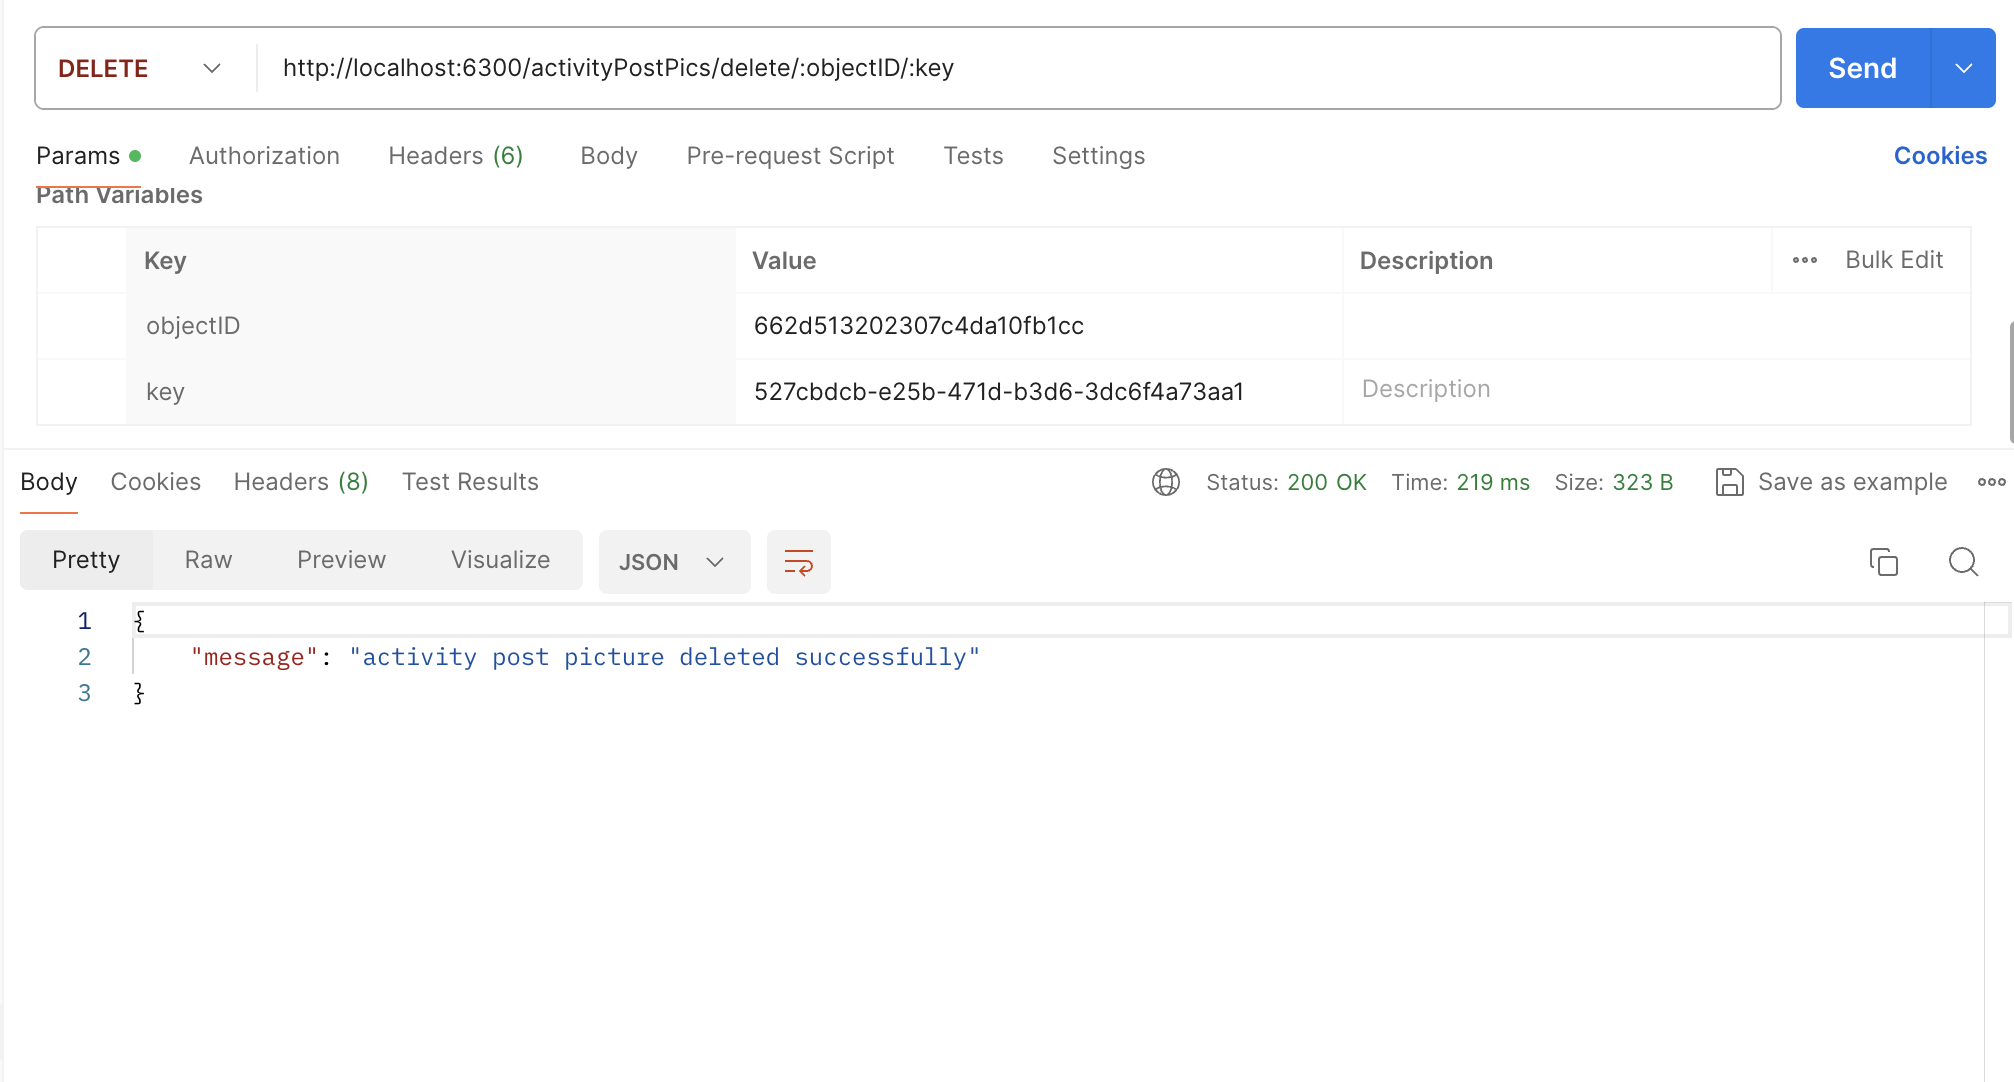 DELETE http://localhost:6300/activityPostPics/delete/:objectID/:key Send
Params Authorization Headers (6) Body Pre-request Script Tests Settings Cookies
Path Variables
Key Value Description Bulk Edit
objectID 662d513202307c4da10fb1cc
key 527cbdcb-e25b-471d-b3d6-3dc6f4a73aa1 Description
Body Cookies Headers (8) Test Results Status: 200 OK Time: 219 ms Size: 323 B Save as example
Pretty Raw Preview Visualize JSON
1 {
2 "message": "activity post picture deleted successfully"
3 }